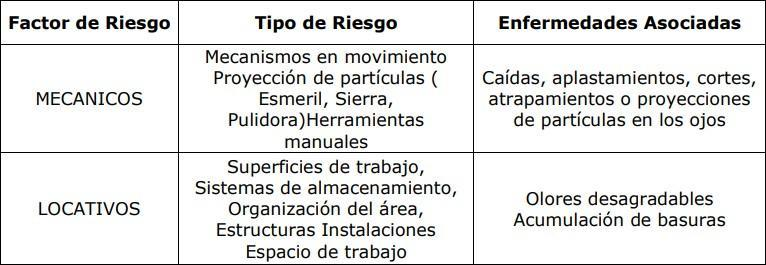 Factor de Riesgo
Tipo de Riesgo
Enfermedades Asociadas
MECANICOS
Mecanismos en movimiento
Proyección de partículas (
Esmeril, Sierra,
Pulidora)Herramientas
manuales
Caídas, aplastamientos, cortes,
atrapamientos o proyecciones
de partículas en los ojos
LOCATIVOS
Superficies de trabajo,
Sistemas de almacenamiento,
Organización del área,
Estructuras Instalaciones
Espacio de trabajo
Olores desagradables
Acumulación de basuras